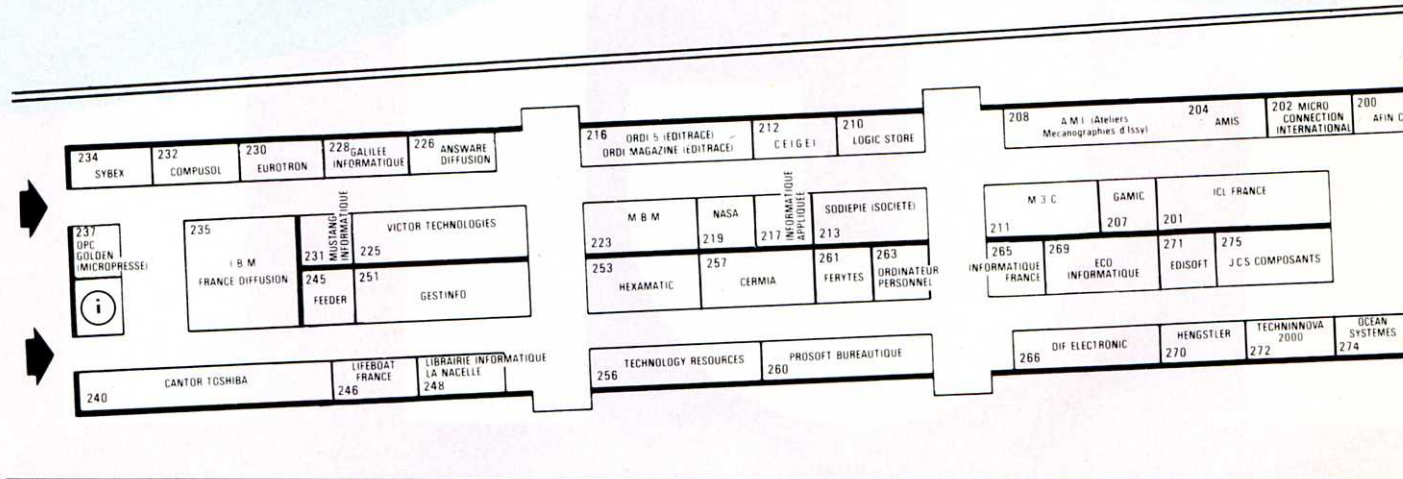 234
SYBEX
232
COMPUSOL
230
EUROTRON
228 GALILEE
INFORMATIQUE
226 ANSWARE
DIFFUSION
216 ORDI 5 (EDITRACE)
ORDI MAGAZINE (EDITRACE)
212
CEIGEI
210
LOGIC STORE
208 A M I (Ateliers
Mecanographies d Issy)
204
AMIS
202 MICRO
CONNECTION
INTERNATIONAL
200
AFIN C
237
OPC
GOLDEN
(MICROPRESSE)
i
235
I B M
FRANCE DIFFUSION
231 MUSTANG
INFORMATIQUE
VICTOR TECHNOLOGIES
225
245
FEEDER
251
GESTINFO
M B M
223
NASA
219
217 INFORMATIQUE
APPLIQUEE
SODIEPIE (SOCIETE)
213
253
HEXAMATIC
257
CERMIA
261
FERYTES
263
ORDINATEUR
PERSONNEL
M 3 C
211
GAMIC
207
ICL FRANCE
201
265
INFORMATIQUE
FRANCE
269
ECO
INFORMATIQUE
271
EDISOFT
275
JCS COMPOSANTS
CANTOR TOSHIBA
240
LIFEBOAT
FRANCE
246
LIBRAIRIE INFORMATIQUE
LA NACELLE
248
TECHNOLOGY RESOURCES
256
PROSOFT BUREAUTIQUE
260
DIF ELECTRONIC
266
HENGSTLER
270
TECHNINNOVA
2000
272
OCEAN
SYSTEMES
274